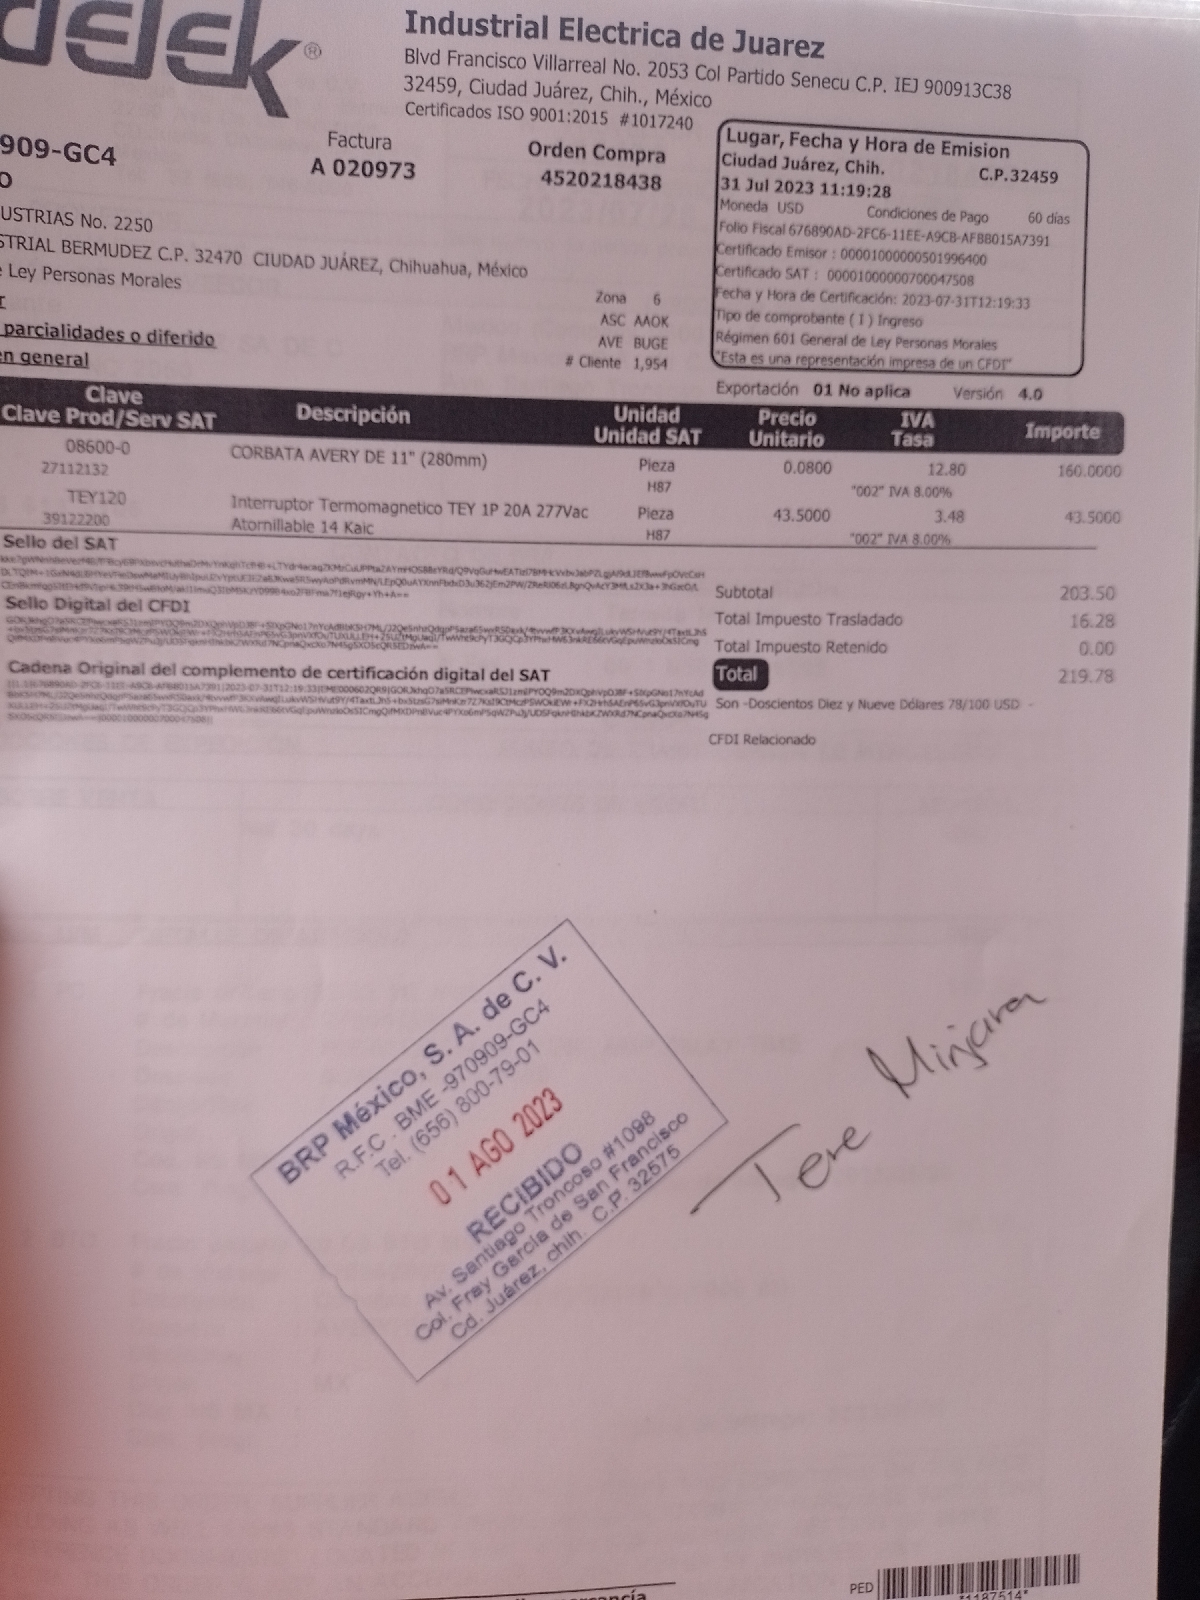 Industrial Electrica de Juarez
Blvd Francisco Villarreal No. 2053 Col Partido Senecu C.P. IEJ 900913C38
32459, Ciudad Juárez, Chih., México
Certificados ISO 9001:2015 #1017240
909-GC4
Factura
A 020973
Orden Compra
4520218438
Lugar, Fecha y Hora de Emision
Ciudad Juárez, Chih. C.P.32459
31 Jul 2023 11:19:28
Moneda USD Condiciones de Pago 60 días
Folio Fiscal 676890AD-2FC6-11EE-A9CB-AFBB015A7391
Certificado Emisor : 00001000000501996400
Certificado SAT : 00001000000700047508
Fecha y Hora de Certificación: 2023-07-31T12:19:33
Tipo de comprobante ( I ) Ingreso
Régimen 601 General de Ley Personas Morales
"Esta es una representación impresa de un CFDI"
O
USTRIAS No. 2250
STRIAL BERMUDEZ C.P. 32470 CIUDAD JUÁREZ, Chihuahua, México
e Ley Personas Morales
parcialidades o diferido
en general
Zona 6
ASC AAOK
AVE BUGE
# Cliente 1,954
Exportación 01 No aplica Versión 4.0
Clave
Clave Prod/Serv SAT
Descripción
Unidad
Unidad SAT
Precio
Unitario
IVA
Tasa
Importe
08600-0 CORBATA AVERY DE 11" (280mm) Pieza 0.0800 12.80 160.0000
27112132 H87 "002" IVA 8.00%
TEY120 Interruptor Termomagnetico TEY 1P 20A 277Vac Pieza 43.5000 3.48 43.5000
39122200 Atornillable 14 Kaic H87 "002" IVA 8.00%
Sello del SAT
Sello Digital del CFDI
Cadena Original del complemento de certificación digital del SAT
Subtotal 203.50
Total Impuesto Trasladado 16.28
Total Impuesto Retenido 0.00
Total 219.78
Son -Doscientos Diez y Nueve Dólares 78/100 USD -
CFDI Relacionado
BRP México, S. A. de C. V.
R.F.C. BME -970909-GC4
Tel. (656) 800-79-01
01 AGO 2023
RECIBIDO
Av. Santiago Troncoso #1098
Col. Fray García de San Francisco
Cd. Juárez, chih. C.P. 32575
Tere Minjara
PED
*1187514*